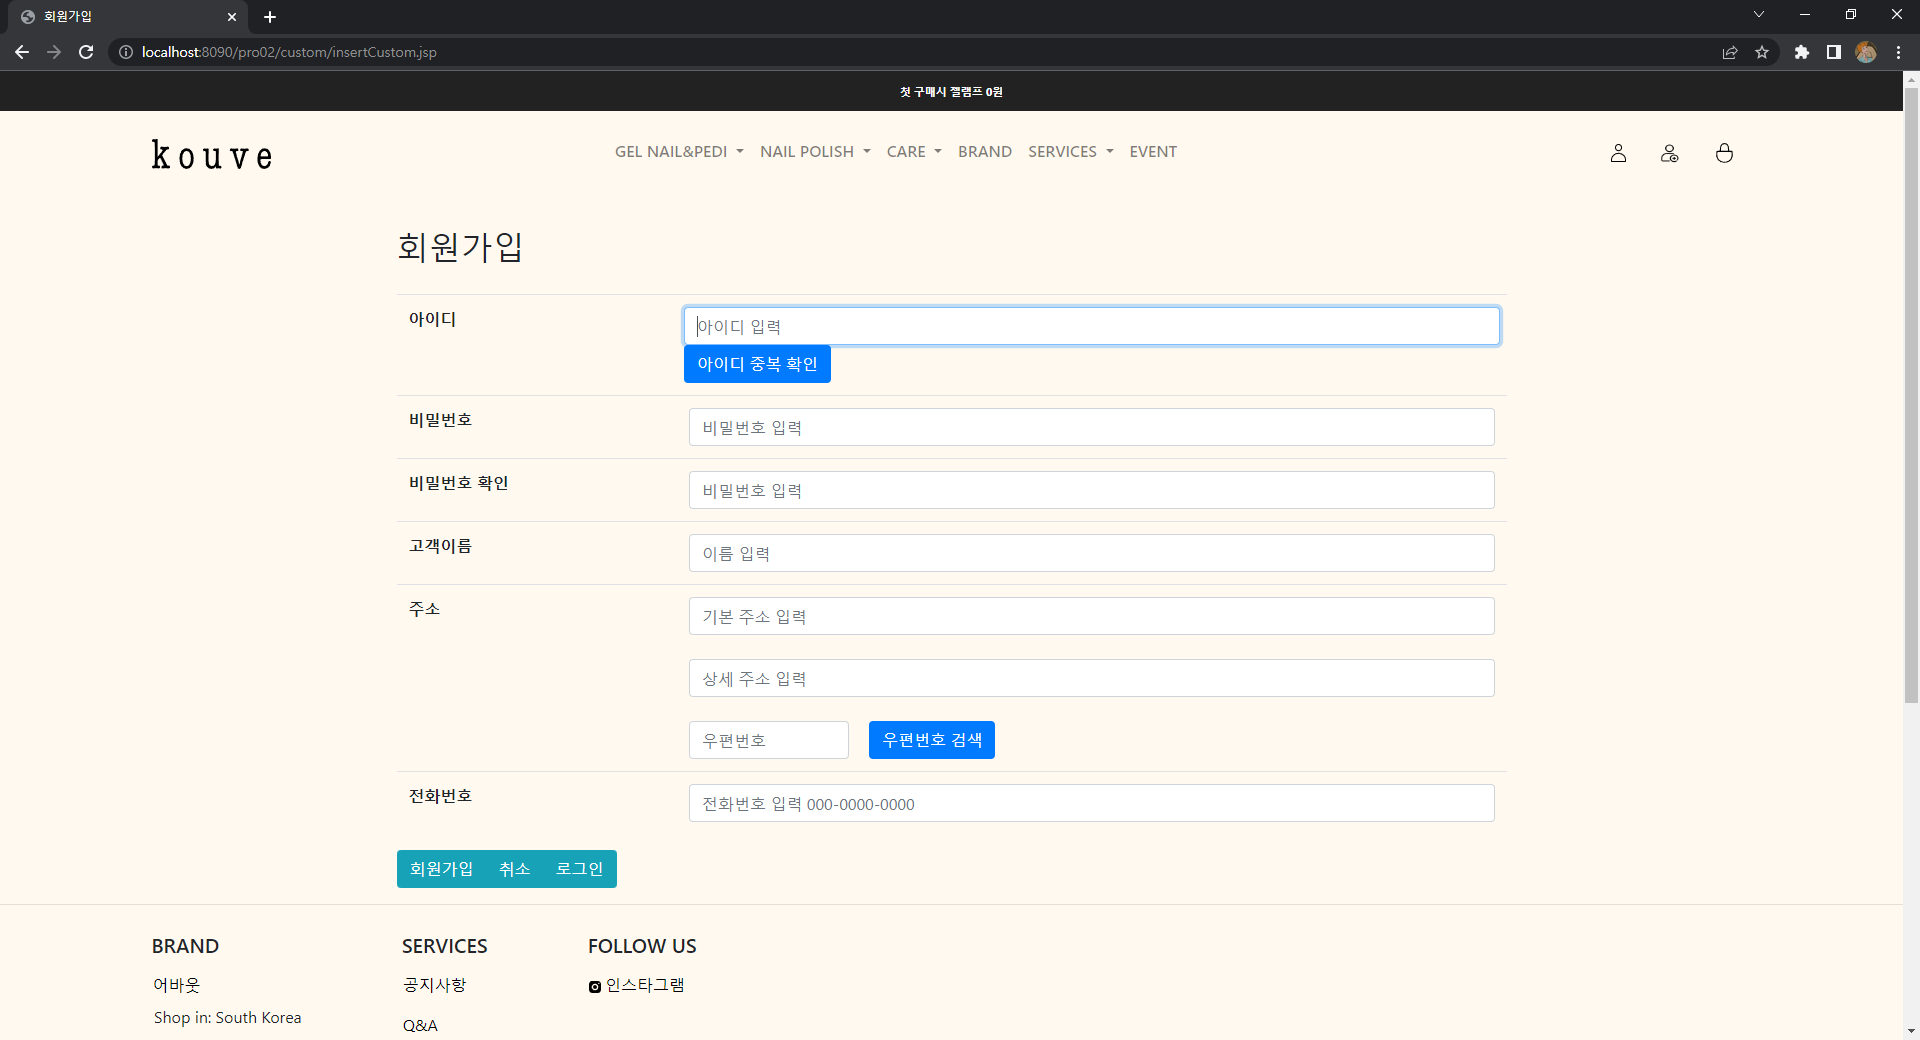 회원가입
localhost:8090/pro02/custom/insertCustom.jsp
첫 구매시 젤램프 0원
kouve
GEL NAIL&PEDI NAIL POLISH CARE BRAND SERVICES EVENT
회원가입
아이디
아이디 입력
아이디 중복 확인
비밀번호
비밀번호 입력
비밀번호 확인
비밀번호 입력
고객이름
이름 입력
주소
기본 주소 입력
상세 주소 입력
우편번호
우편번호 검색
전화번호
전화번호 입력 000-0000-0000
회원가입 취소 로그인
BRAND
어바웃
Shop in: South Korea
SERVICES
공지사항
Q&A
FOLLOW US
인스타그램